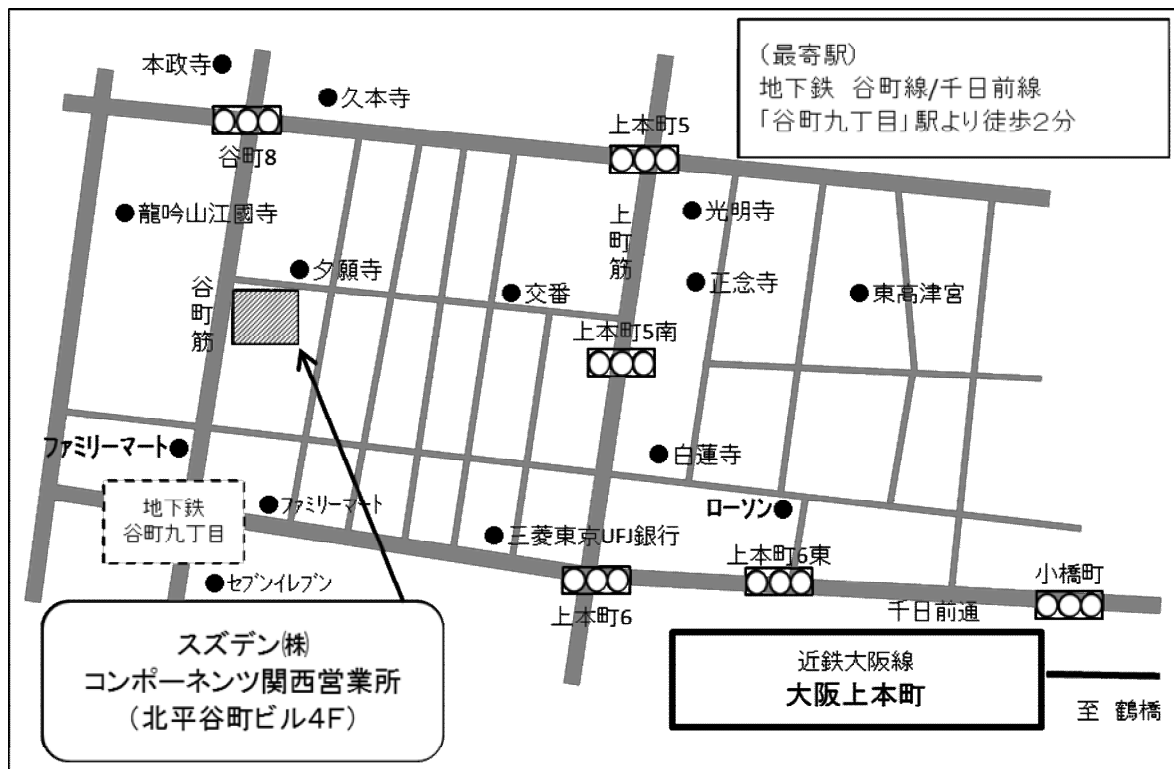 本政寺
久本寺
谷町8
上本町5
(最寄駅)
地下鉄 谷町線/千日前線
「谷町九丁目」駅より徒歩2分
龍吟山江國寺
光明寺
上町筋
夕願寺
谷町筋
交番
正念寺
東高津宮
上本町5南
ファミリーマート
白蓮寺
地下鉄
谷町九丁目
ファミリーマート
ローソン
三菱東京UFJ銀行
上本町6東
セブンイレブン
上本町6
小橋町
千日前通
スズデン㈱
コンポーネンツ関西営業所
(北平谷町ビル4F)
近鉄大阪線
大阪上本町
至 鶴橋